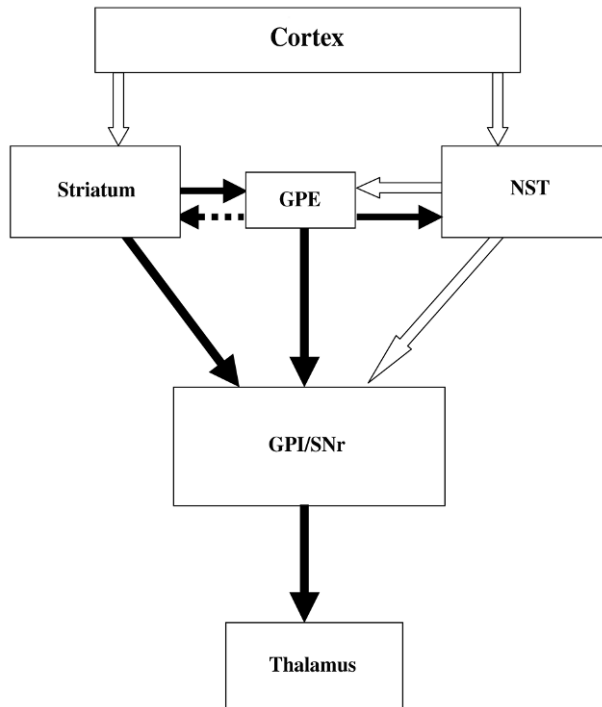 Cortex
Striatum
GPE
NST
GPI/SNr
Thalamus